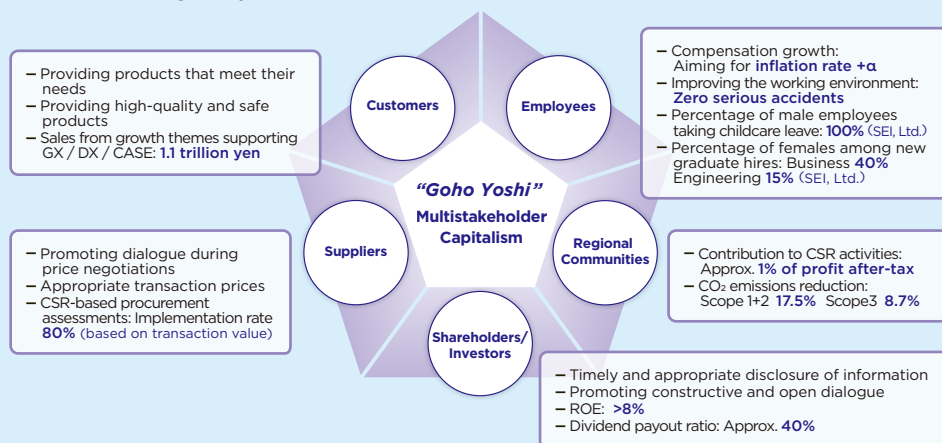 – Providing products that meet their
needs
– Providing high-quality and safe
products
– Sales from growth themes supporting
GX / DX / CASE: 1.1 trillion yen
Customers
Employees
– Compensation growth:
Aiming for inflation rate +α
– Improving the working environment:
Zero serious accidents
– Percentage of male employees
taking childcare leave: 100% (SEI, Ltd.)
– Percentage of females among new
graduate hires: Business 40%
Engineering 15% (SEI, Ltd.)
"Goho Yoshi"
Multistakeholder
Capitalism
Suppliers
Regional
Communities
– Promoting dialogue during
price negotiations
– Appropriate transaction prices
– CSR-based procurement
assessments: Implementation rate
80% (based on transaction value)
– Contribution to CSR activities:
Approx. 1% of profit after-tax
– CO₂ emissions reduction:
Scope 1+2 17.5% Scope3 8.7%
Shareholders/
Investors
– Timely and appropriate disclosure of information
– Promoting constructive and open dialogue
– ROE: >8%
– Dividend payout ratio: Approx. 40%